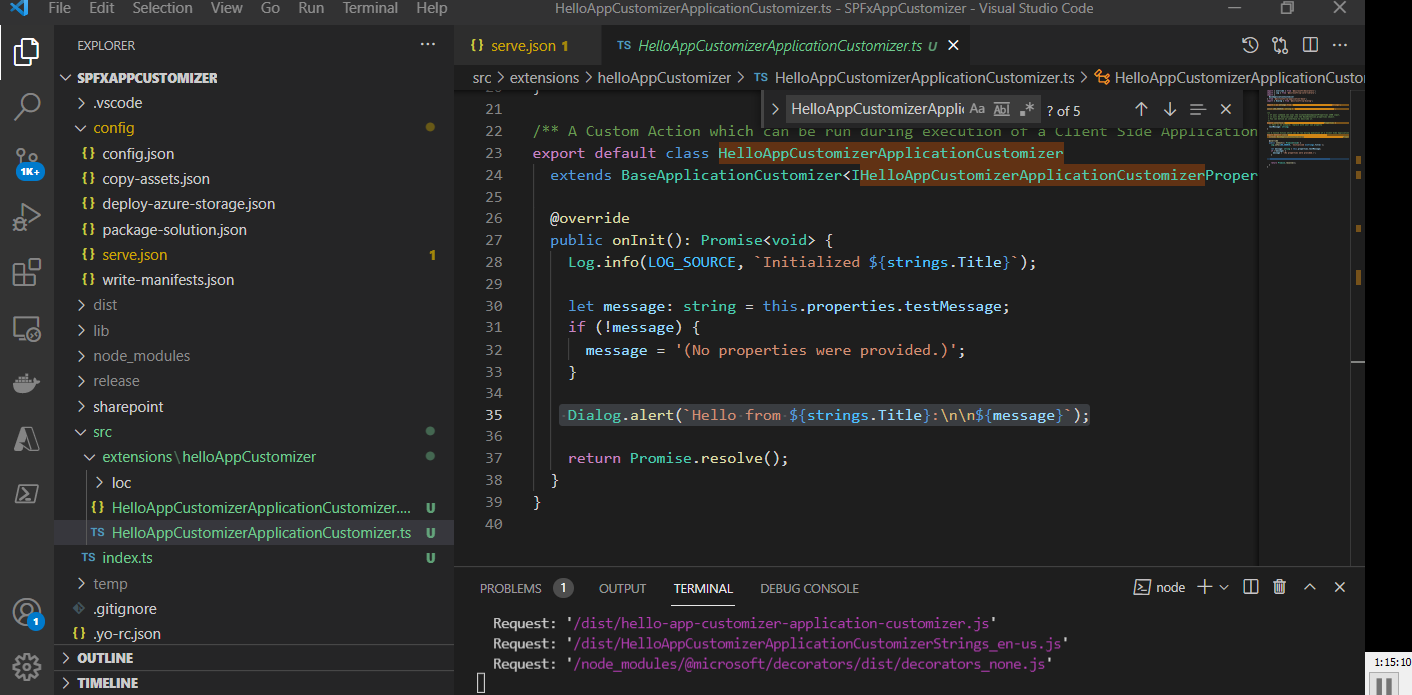 File Edit Selection View Go Run Terminal Help HelloAppCustomizerApplicationCustomizer.ts - SPFxAppCustomizer - Visual Studio Code
EXPLORER
SPFXAPPCUSTOMIZER
.vscode
config
{} config.json
{} copy-assets.json
{} deploy-azure-storage.json
{} package-solution.json
{} serve.json 1
{} write-manifests.json
dist
lib
node_modules
release
sharepoint
src
extensions\helloAppCustomizer
loc
{} HelloAppCustomizerApplicationCustomizer.... U
TS HelloAppCustomizerApplicationCustomizer.ts U
TS index.ts U
temp
.gitignore
{} .yo-rc.json
OUTLINE
TIMELINE
1K+
1
{} serve.json 1 TS HelloAppCustomizerApplicationCustomizer.ts U
src > extensions > helloAppCustomizer > TS HelloAppCustomizerApplicationCustomizer.ts > HelloAppCustomizerApplicationCusto
HelloAppCustomizerApplic Aa Abl .* ? of 5
21
22 /** A Custom Action which can be run during execution of a Client Side Application
23 export default class HelloAppCustomizerApplicationCustomizer
24 extends BaseApplicationCustomizer<IHelloAppCustomizerApplicationCustomizerProper
25
26 @override
27 public onInit(): Promise<void> {
28 Log.info(LOG_SOURCE, `Initialized ${strings.Title}`);
29
30 let message: string = this.properties.testMessage;
31 if (!message) {
32 message = '(No properties were provided.)';
33 }
34
35 Dialog.alert(`Hello from ${strings.Title}:\n\n${message}`);
36
37 return Promise.resolve();
38 }
39 }
40
PROBLEMS 1 OUTPUT TERMINAL DEBUG CONSOLE node
Request: '/dist/hello-app-customizer-application-customizer.js'
Request: '/dist/HelloAppCustomizerApplicationCustomizerStrings_en-us.js'
Request: '/node_modules/@microsoft/decorators/dist/decorators_none.js'
1:15:10